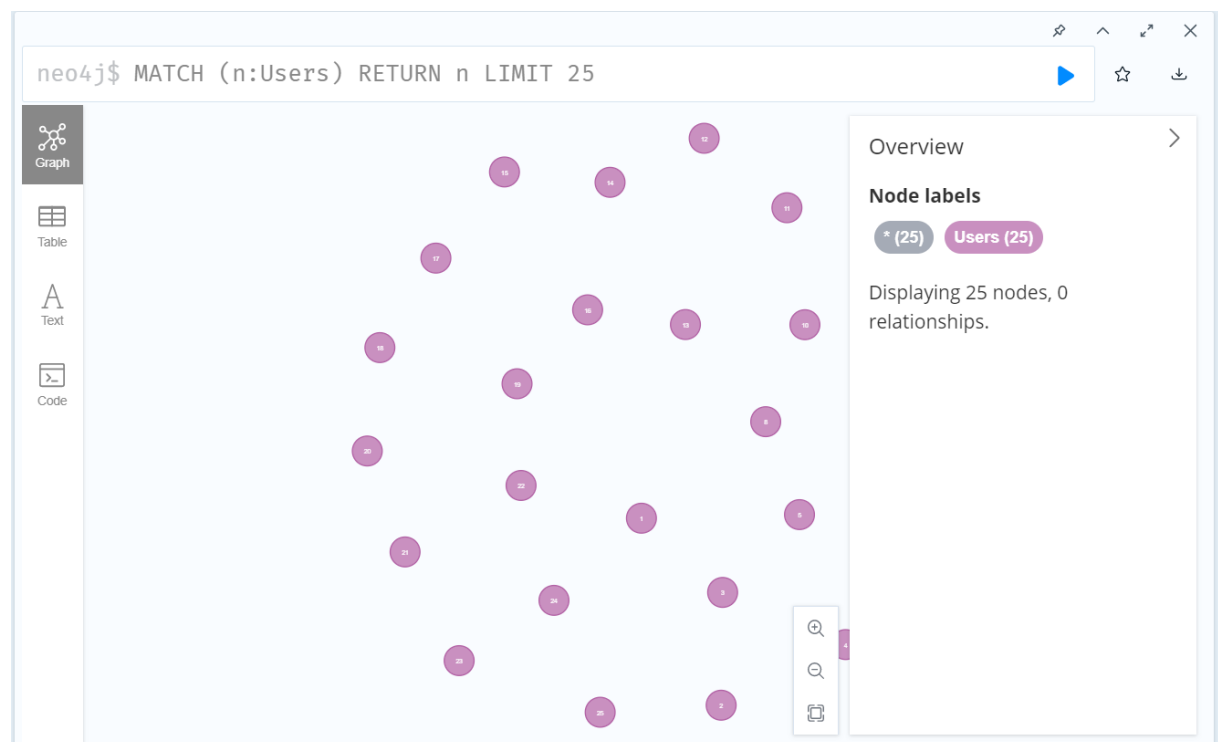 neo4j$ MATCH (n:Users) RETURN n LIMIT 25
Graph
Table
Text
Code
12
15
14
11
17
16
13
10
18
19
8
20
22
1
5
21
24
3
4
23
25
2
Overview
Node labels
* (25) Users (25)
Displaying 25 nodes, 0
relationships.